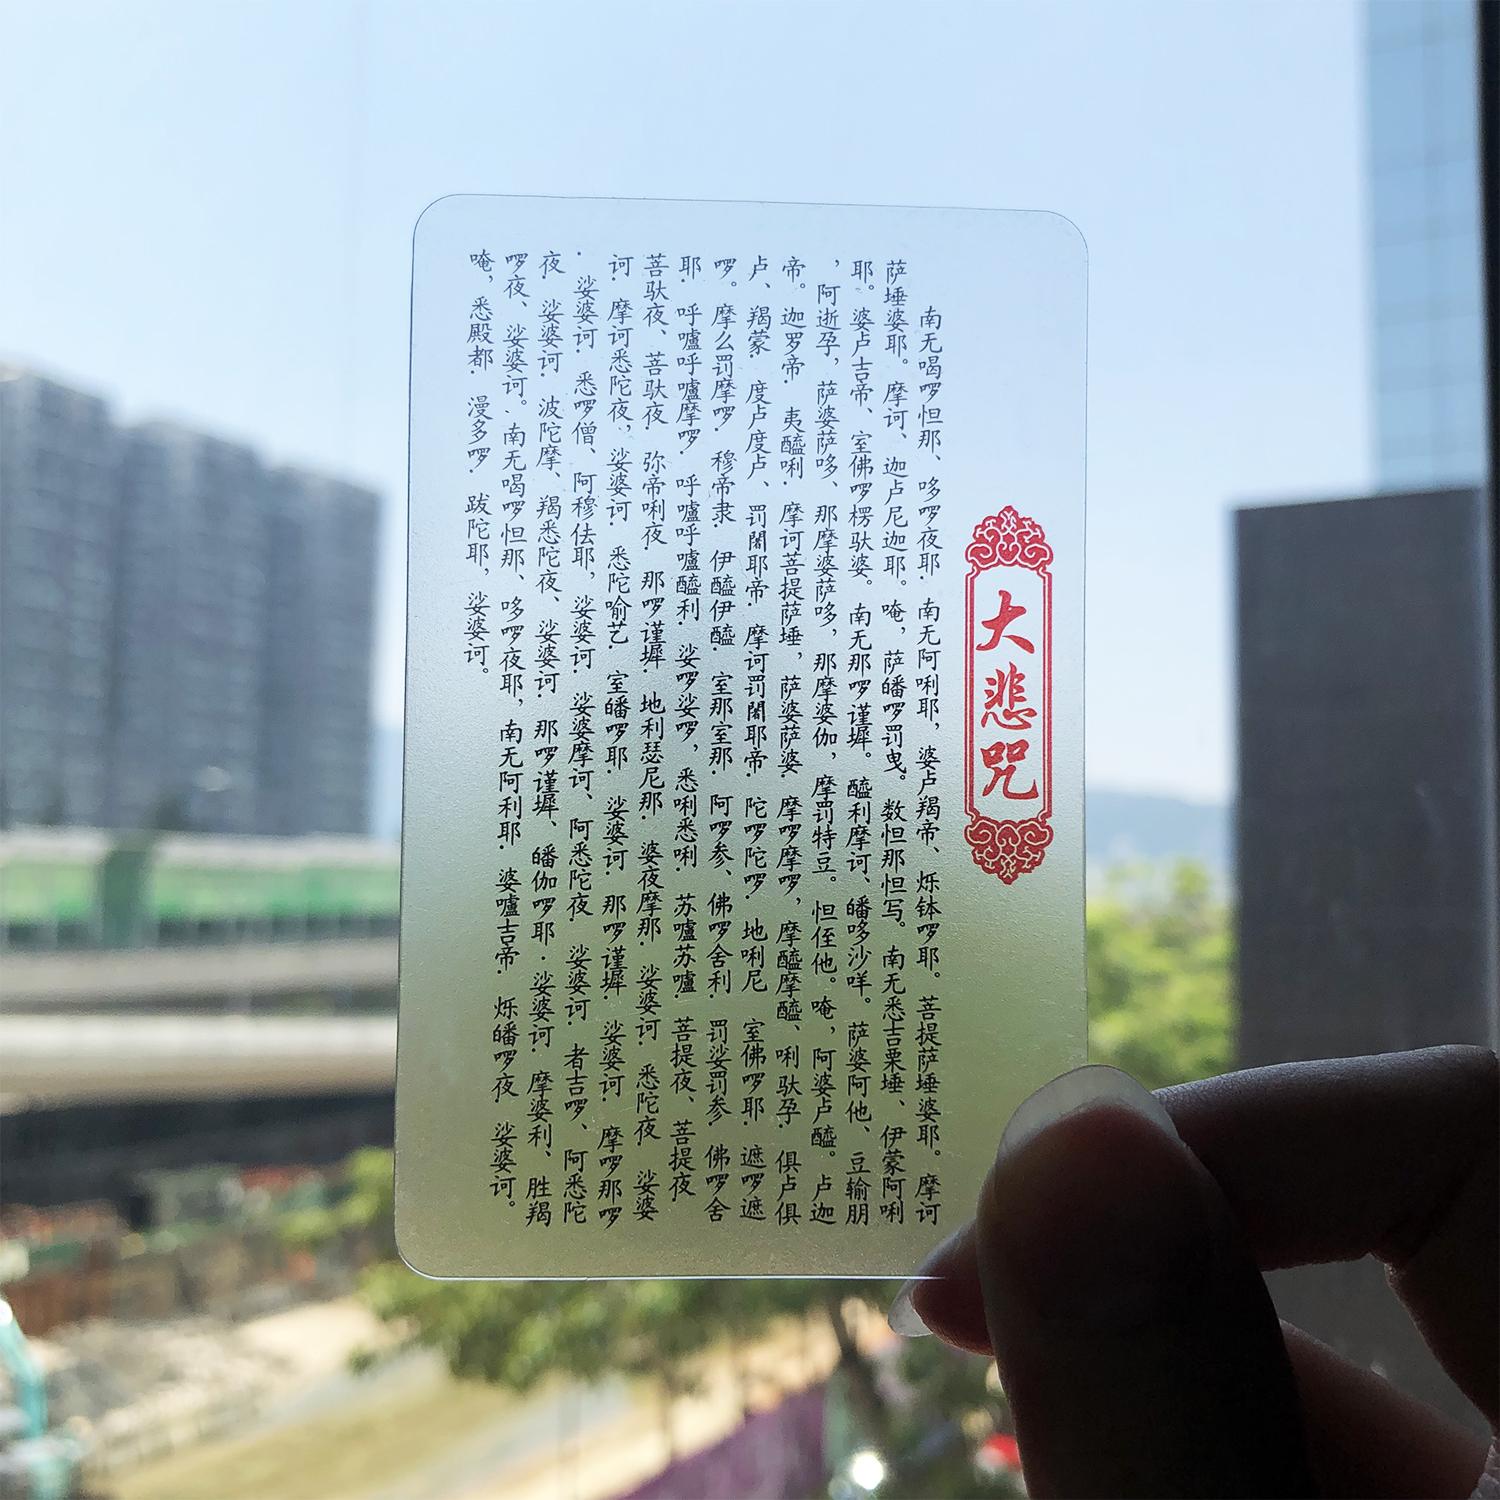 大悲咒
南无喝啰怛那、哆啰夜耶. 南无阿唎耶，婆卢羯帝、烁钵啰耶。菩提萨埵婆耶。摩诃
萨埵婆耶。摩诃、迦卢尼迦耶。唵，萨皤啰罚曳。数怛那怛写。南无悉吉栗埵、伊蒙阿唎
耶。婆卢吉帝、室佛啰楞驮婆。南无那啰谨墀。醯利摩诃、皤哆沙咩。萨婆阿他、豆输朋
，阿逝孕，萨婆萨哆、那摩婆萨哆，那摩婆伽，摩罚特豆。怛侄他。唵，阿婆卢醯。卢迦
帝。迦罗帝. 夷醯唎. 摩诃菩提萨埵，萨婆萨婆. 摩啰摩啰，摩醯摩醯、唎驮孕. 俱卢俱
卢、羯蒙. 度卢度卢、罚闍耶帝. 摩诃罚闍耶帝. 陀啰陀啰. 地唎尼. 室佛啰耶. 遮啰遮
啰。摩么罚摩啰. 穆帝隶. 伊醯伊醯. 室那室那. 阿啰参、佛啰舍利. 罚娑罚参. 佛啰舍
耶. 呼嚧呼嚧摩啰. 呼嚧呼嚧醯利. 娑啰娑啰，悉唎悉唎. 苏嚧苏嚧. 菩提夜、菩提夜
菩驮夜、菩驮夜. 弥帝唎夜. 那啰谨墀. 地利瑟尼那. 婆夜摩那. 娑婆诃. 悉陀夜. 娑婆
诃. 摩诃悉陀夜，娑婆诃. 悉陀喻艺. 室皤啰耶. 娑婆诃. 那啰谨墀. 娑婆诃. 摩啰那啰
. 娑婆诃. 悉啰僧、阿穆佉耶，娑婆诃. 娑婆摩诃、阿悉陀夜. 娑婆诃. 者吉啰、阿悉陀
夜. 娑婆诃. 波陀摩、羯悉陀夜、娑婆诃. 那啰谨墀、皤伽啰耶. 娑婆诃. 摩婆利、胜羯
啰夜、娑婆诃。南无喝啰怛那、哆啰夜耶，南无阿利耶. 婆嚧吉帝. 烁皤啰夜. 娑婆诃。
唵，悉殿都. 漫多啰. 跋陀耶，娑婆诃。